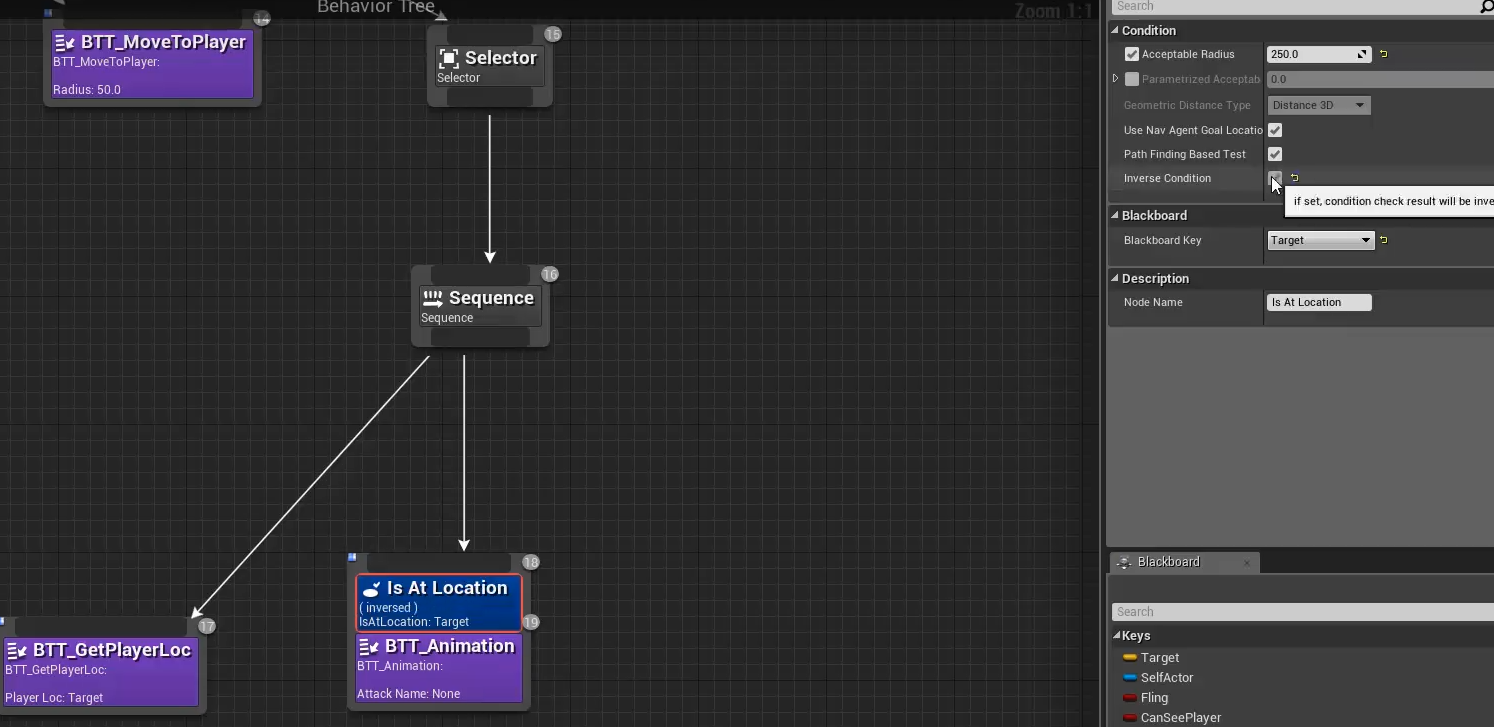 Behavior Tree
Zoom 1:1
14
BTT_MoveToPlayer
BTT_MoveToPlayer:
Radius: 50.0
15
Selector
Selector
16
Sequence
Sequence
17
BTT_GetPlayerLoc
BTT_GetPlayerLoc:
Player Loc: Target
18
Is At Location
( inversed )
IsAtLocation: Target
19
BTT_Animation
BTT_Animation:
Attack Name: None
Search
Condition
Acceptable Radius 250.0
Parametrized Acceptab 0.0
Geometric Distance Type Distance 3D
Use Nav Agent Goal Locatio
Path Finding Based Test
Inverse Condition
if set, condition check result will be inve
Blackboard
Blackboard Key Target
Description
Node Name Is At Location
Blackboard
Search
Keys
Target
SelfActor
Fling
CanSeePlayer